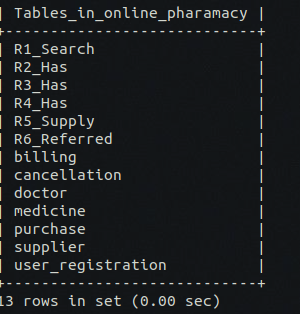 | Tables_in_online_pharamacy |
+----------------------------+
| R1_Search |
| R2_Has |
| R3_Has |
| R4_Has |
| R5_Supply |
| R6_Referred |
| billing |
| cancellation |
| doctor |
| medicine |
| purchase |
| supplier |
| user_registration |
+----------------------------+
13 rows in set (0.00 sec)